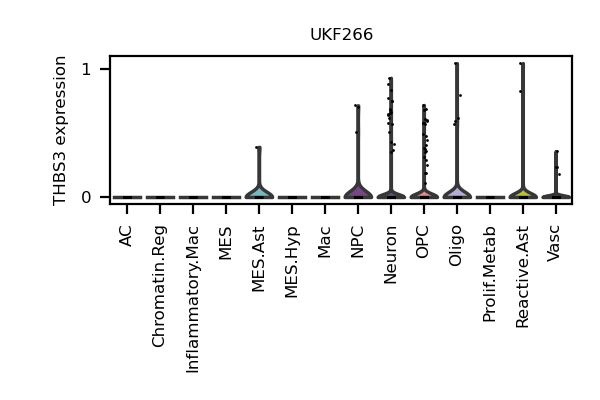 UKF266
THBS3 expression
1
0
AC
Chromatin.Reg
Inflammatory.Mac
MES
MES.Ast
MES.Hyp
Mac
NPC
Neuron
OPC
Oligo
Prolif.Metab
Reactive.Ast
Vasc